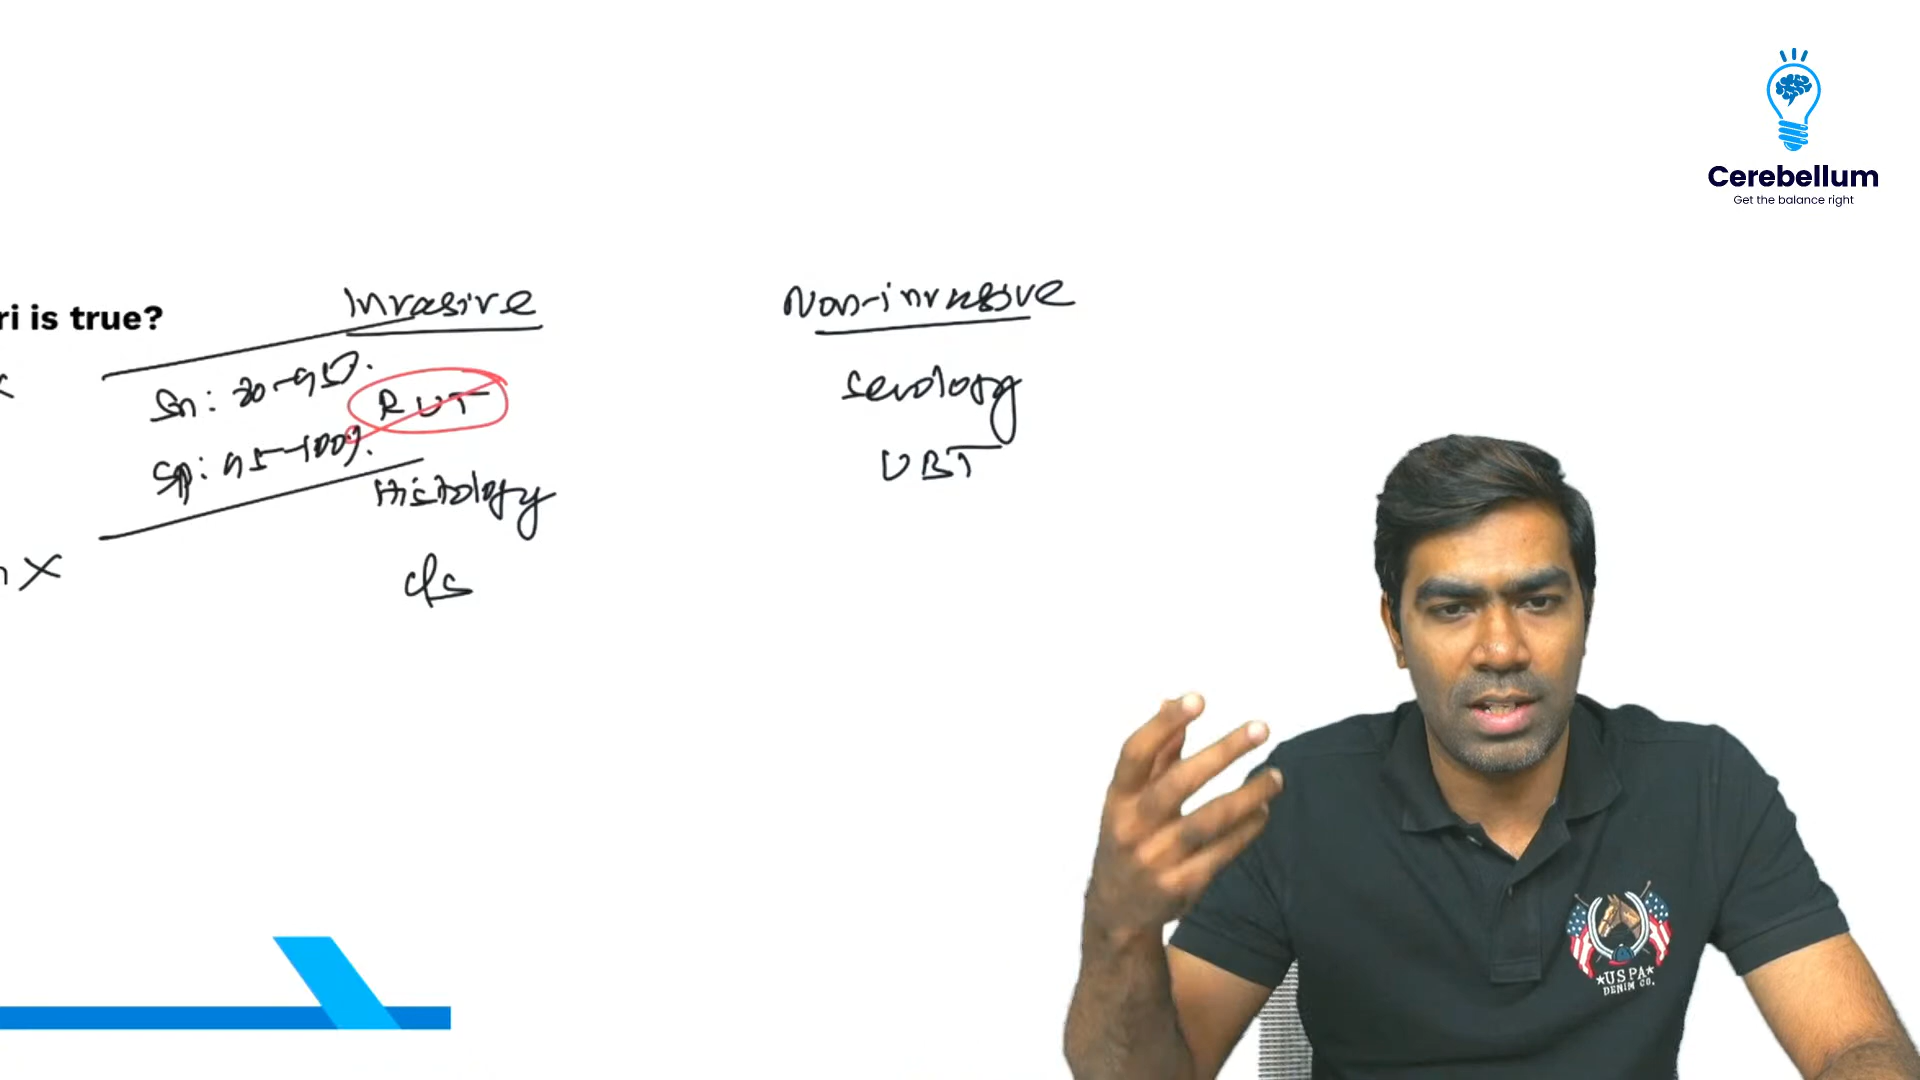 Cerebellum
Get the balance right
ri is true?
Invasive
Non-invasive
Sn: 80-95%.
RUT
Serology
Sp: 95-100%.
UBT
Histology
n X
c/s
*USPA*
DENIM CO.